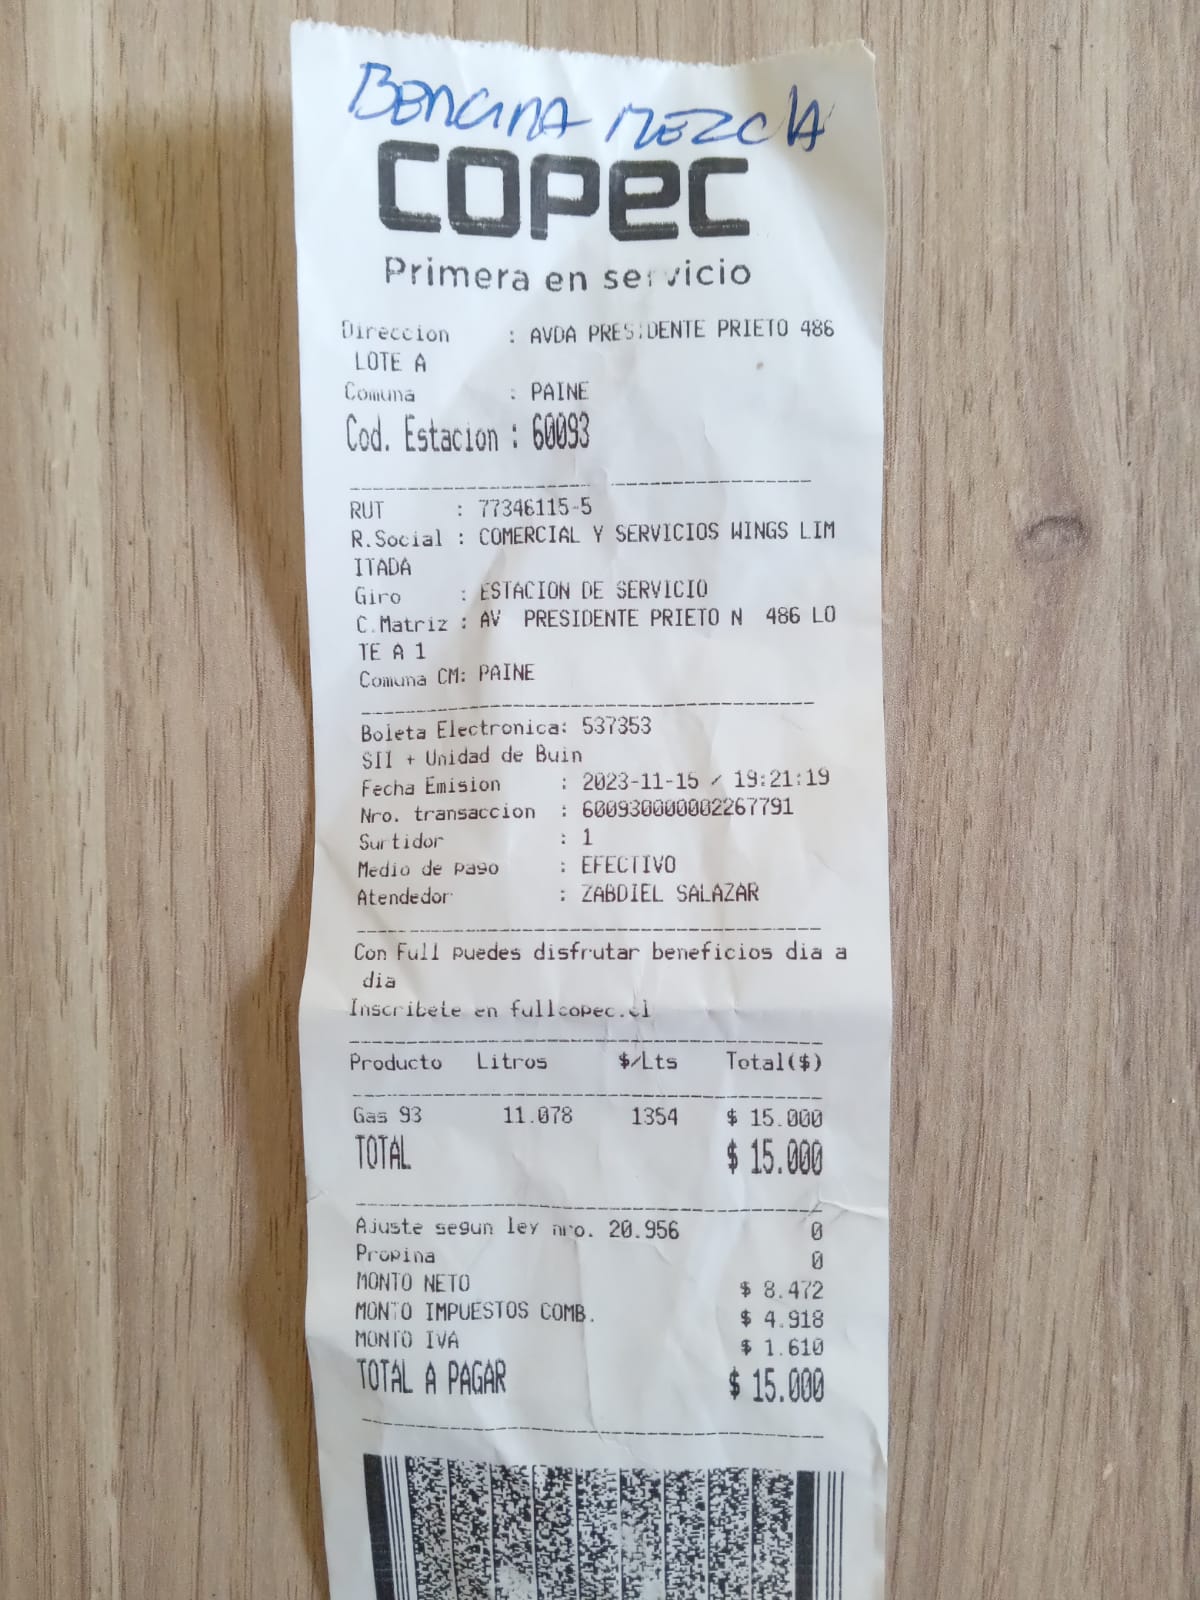 BENCINA MEZCLA
COPEC
Primera en servicio
Direccion : AVDA PRESIDENTE PRIETO 486
LOTE A
Comuna : PAINE
Cod. Estacion : 60093
RUT : 77346115-5
R.Social : COMERCIAL Y SERVICIOS WINGS LIM
ITADA
Giro : ESTACION DE SERVICIO
C.Matriz : AV PRESIDENTE PRIETO N 486 LO
TE A 1
Comuna CM: PAINE
Boleta Electronica: 537353
SII + Unidad de Buin
Fecha Emision : 2023-11-15 / 19:21:19
Nro. transaccion : 600930000002267791
Surtidor : 1
Medio de pago : EFECTIVO
Atendedor : ZABDIEL SALAZAR
Con Full puedes disfrutar beneficios dia a
dia
Inscribete en fullcopec.cl
Producto Litros $/Lts Total($)
Gas 93 11.078 1354 $ 15.000
TOTAL $ 15.000
Ajuste segun ley nro. 20.956 0
Propina 0
MONTO NETO $ 8.472
MONTO IMPUESTOS COMB. $ 4.918
MONTO IVA $ 1.610
TOTAL A PAGAR $ 15.000